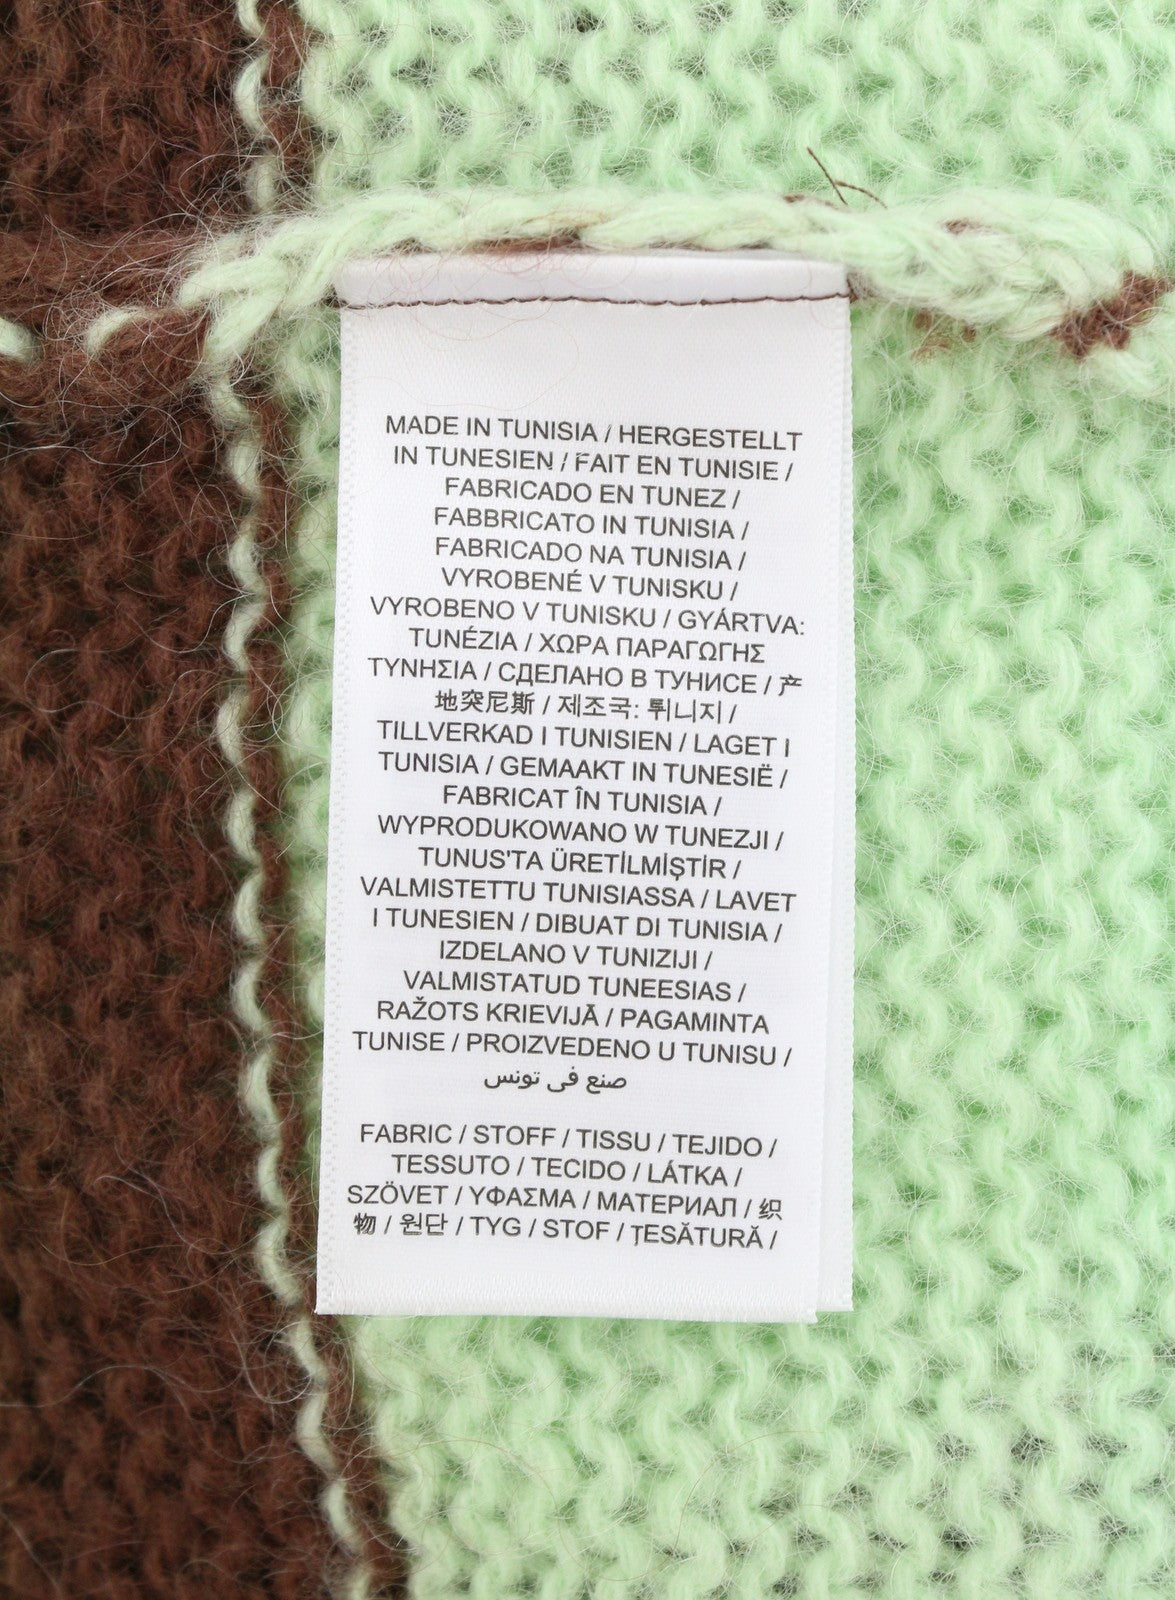 MADE IN TUNISIA / HERGESTELLT
IN TUNESIEN / FAIT EN TUNISIE /
FABRICADO EN TUNEZ /
FABBRICATO IN TUNISIA /
FABRICADO NA TUNISIA /
VYROBENÉ V TUNISKU /
VYROBENO V TUNISKU / GYÁRTVA:
TUNÉZIA / ΧΩΡΑ ΠΑΡΑΓΩΓΗΣ
ΤΥΝΗΣΙΑ / СДЕЛАНО В ТУНИСЕ / 产
地突尼斯 / 제조국: 튀니지 /
TILLVERKAD I TUNISIEN / LAGET I
TUNISIA / GEMAAKT IN TUNESIË /
FABRICAT ÎN TUNISIA /
WYPRODUKOWANO W TUNEZJI /
TUNUS'TA ÜRETİLMİŞTİR /
VALMISTETTU TUNISIASSA / LAVET
I TUNESIEN / DIBUAT DI TUNISIA /
IZDELANO V TUNIZIJI /
VALMISTATUD TUNEESIAS /
RAŽOTS KRIEVIJĀ / PAGAMINTA
TUNISE / PROIZVEDENO U TUNISU /
صنع في تونس
FABRIC / STOFF / TISSU / TEJIDO /
TESSUTO / TECIDO / LÁTKA /
SZÖVET / ΥΦΑΣΜΑ / МАТЕРИАЛ / 织
物 / 원단 / TYG / STOF / ȚESĂTURĂ /